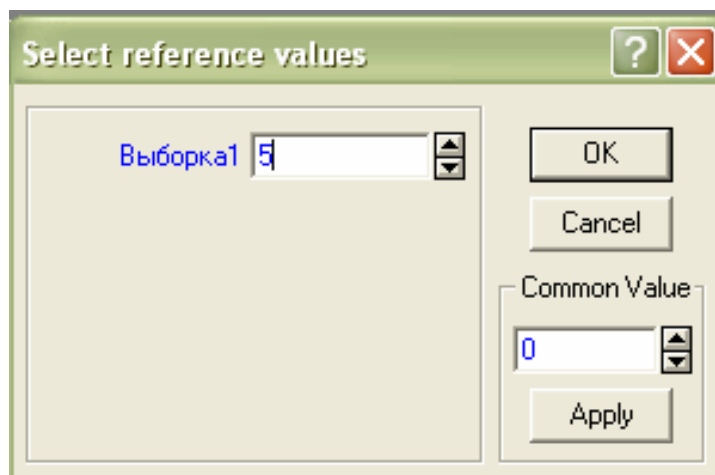 Select reference values
Выборка1 5
OK
Cancel
Common Value
0
Apply